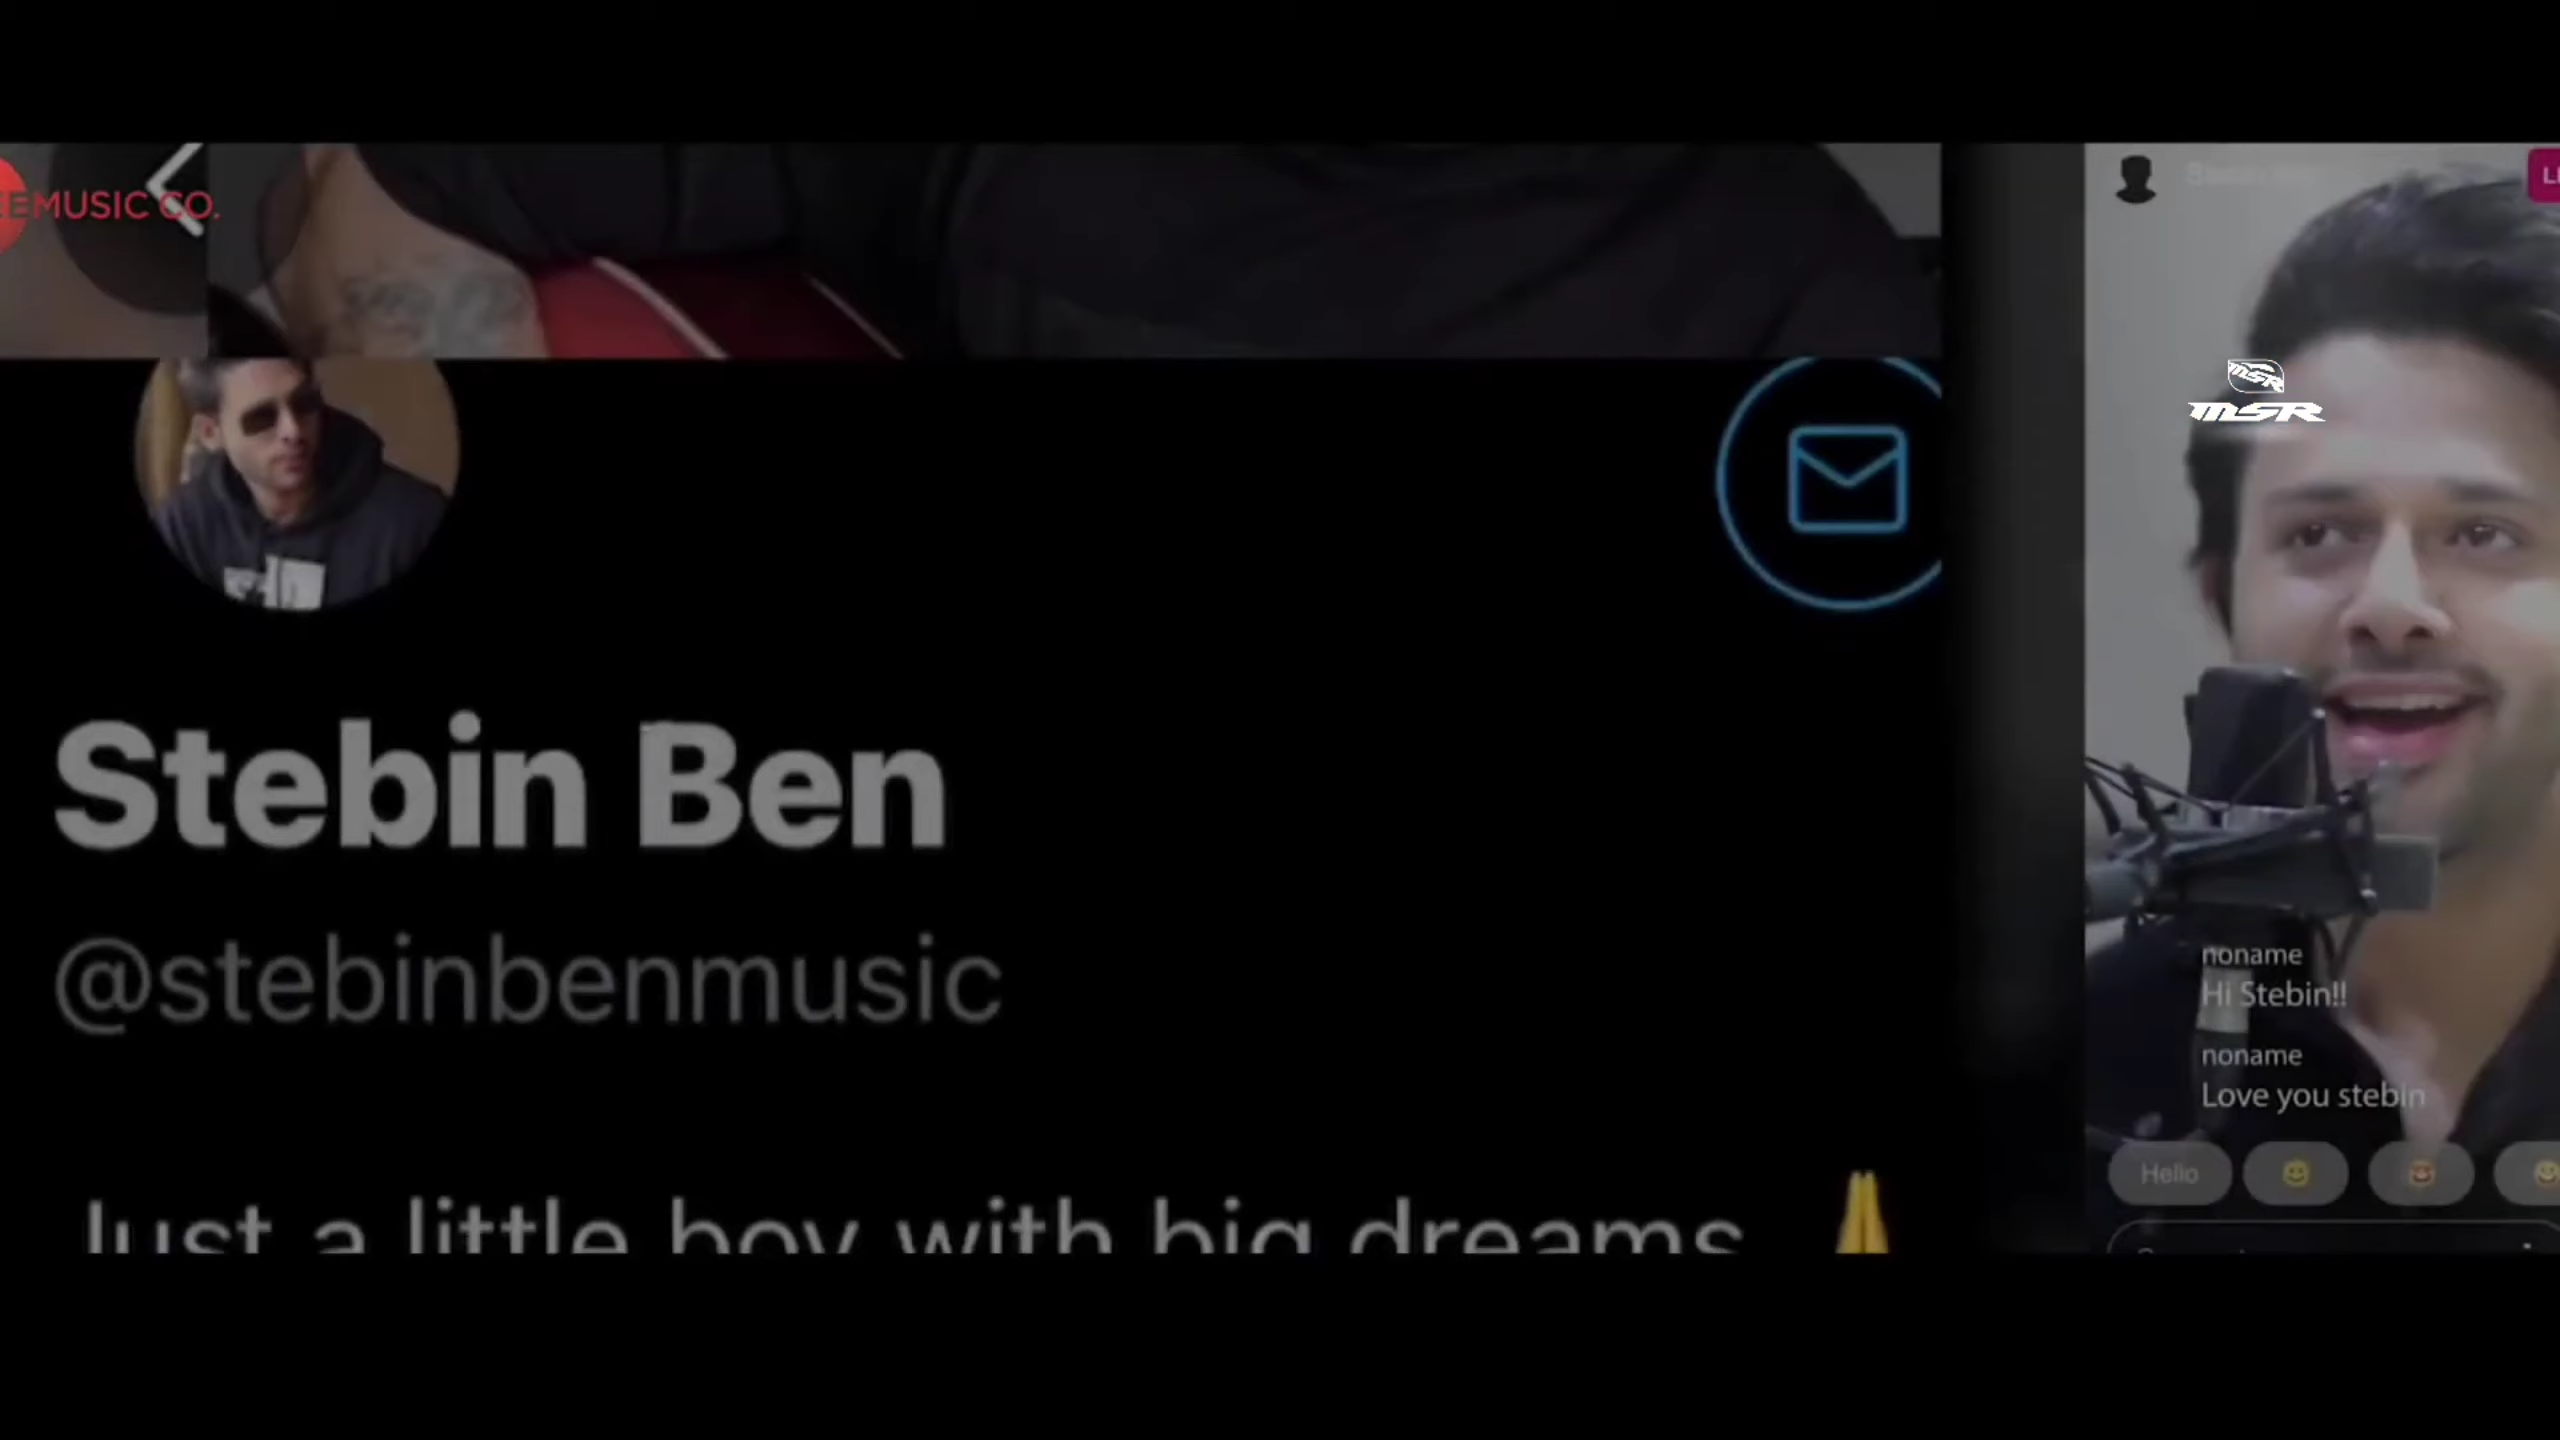 EMUSIC CO.
MSR
MSR
Stebin Ben
@stebinbenmusic
Just a little boy with big dreams 🙏
noname
Hi Stebin!!
noname
Love you stebin
Hello